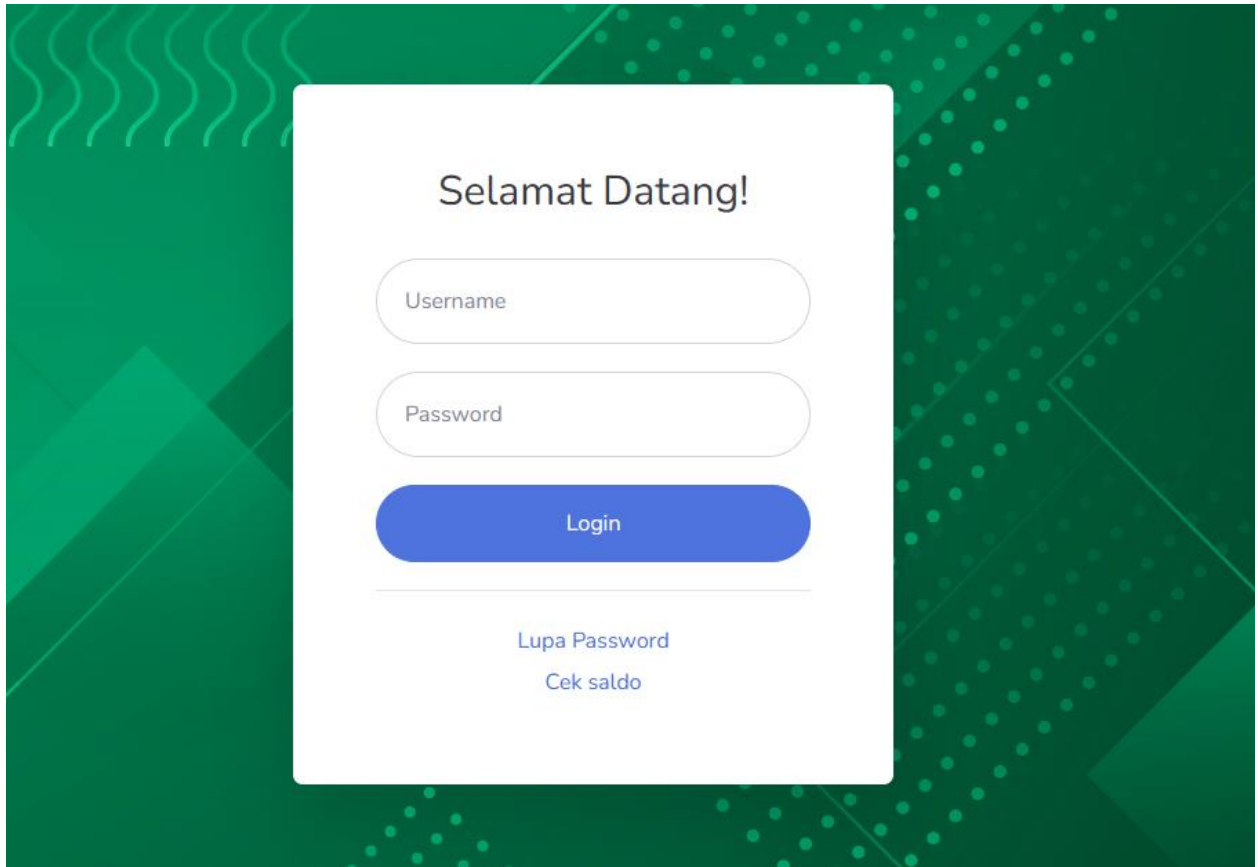 Selamat Datang!
Username
Password
Login
Lupa Password
Cek saldo